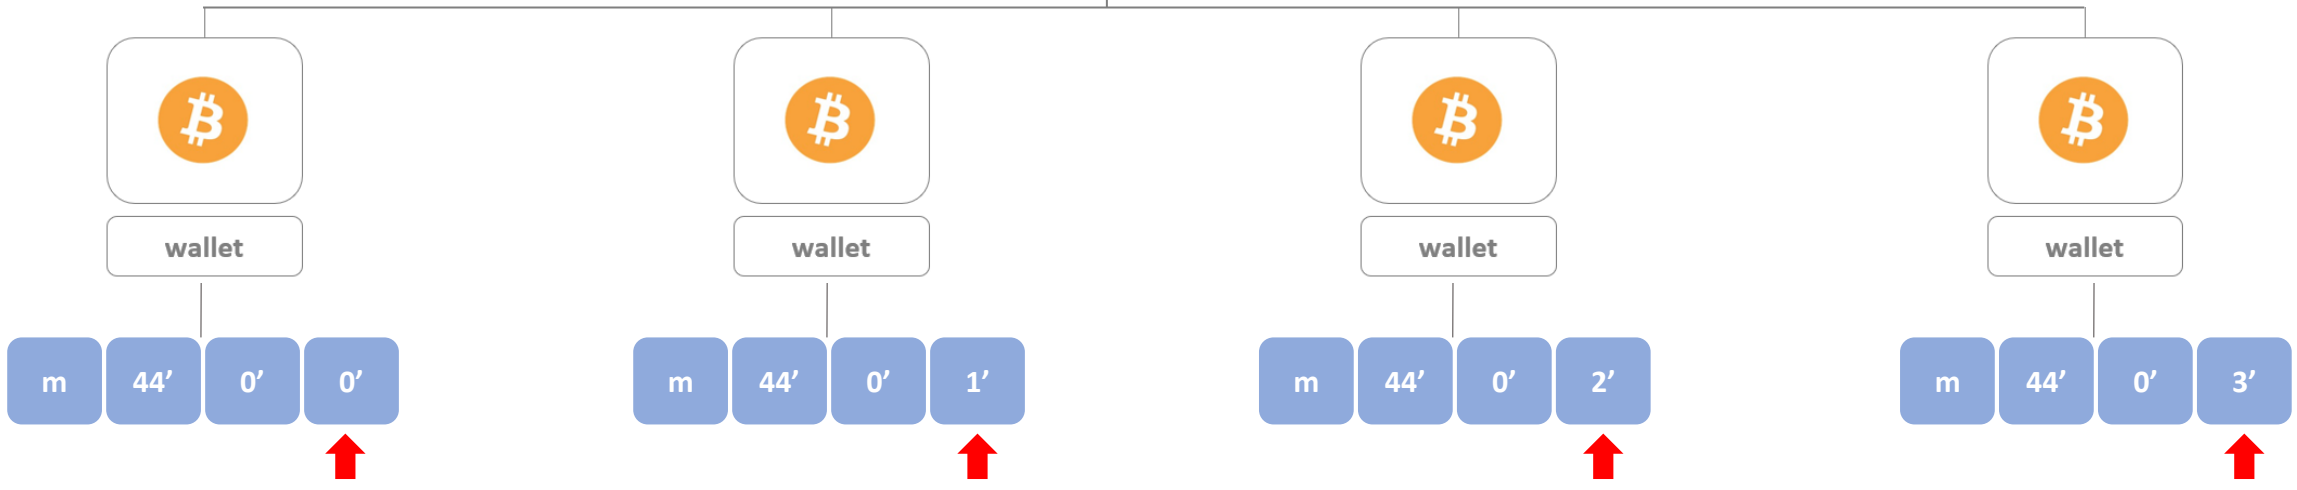 wallet wallet wallet wallet
m 44’ 0’ 0’ m 44’ 0’ 1’ m 44’ 0’ 2’ m 44’ 0’ 3’